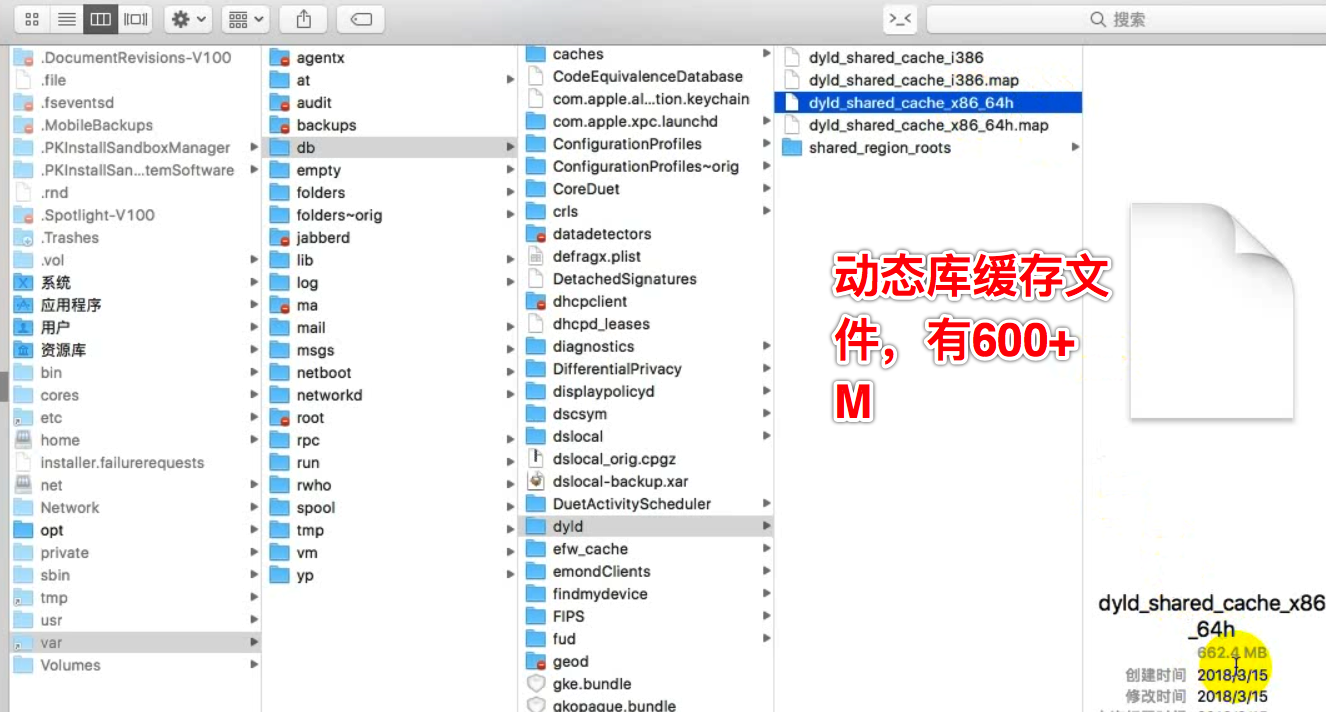 >_<
搜索
.DocumentRevisions-V100
.file
.fseventsd
.MobileBackups
.PKInstallSandboxManager
.PKInstallSan...temSoftware
.rnd
.Spotlight-V100
.Trashes
.vol
系统
应用程序
用户
资源库
bin
cores
etc
home
installer.failurerequests
net
Network
opt
private
sbin
tmp
usr
var
Volumes
agentx
at
audit
backups
db
empty
folders
folders~orig
jabberd
lib
log
ma
mail
msgs
netboot
networkd
root
rpc
run
rwho
spool
tmp
vm
yp
caches
CodeEquivalenceDatabase
com.apple.al...tion.keychain
com.apple.xpc.launchd
ConfigurationProfiles
ConfigurationProfiles~orig
CoreDuet
crls
datadetectors
defragx.plist
DetachedSignatures
dhcpclient
dhcpd_leases
diagnostics
DifferentialPrivacy
displaypolicyd
dscsym
dslocal
dslocal_orig.cpgz
dslocal-backup.xar
DuetActivityScheduler
dyld
efw_cache
emondClients
findmydevice
FIPS
fud
geod
gke.bundle
gkopaque.bundle
dyld_shared_cache_i386
dyld_shared_cache_i386.map
dyld_shared_cache_x86_64h
dyld_shared_cache_x86_64h.map
shared_region_roots
动态库缓存文
件，有600+
M
dyld_shared_cache_x86
_64h
662.4 MB
创建时间 2018/3/15
修改时间 2018/3/15